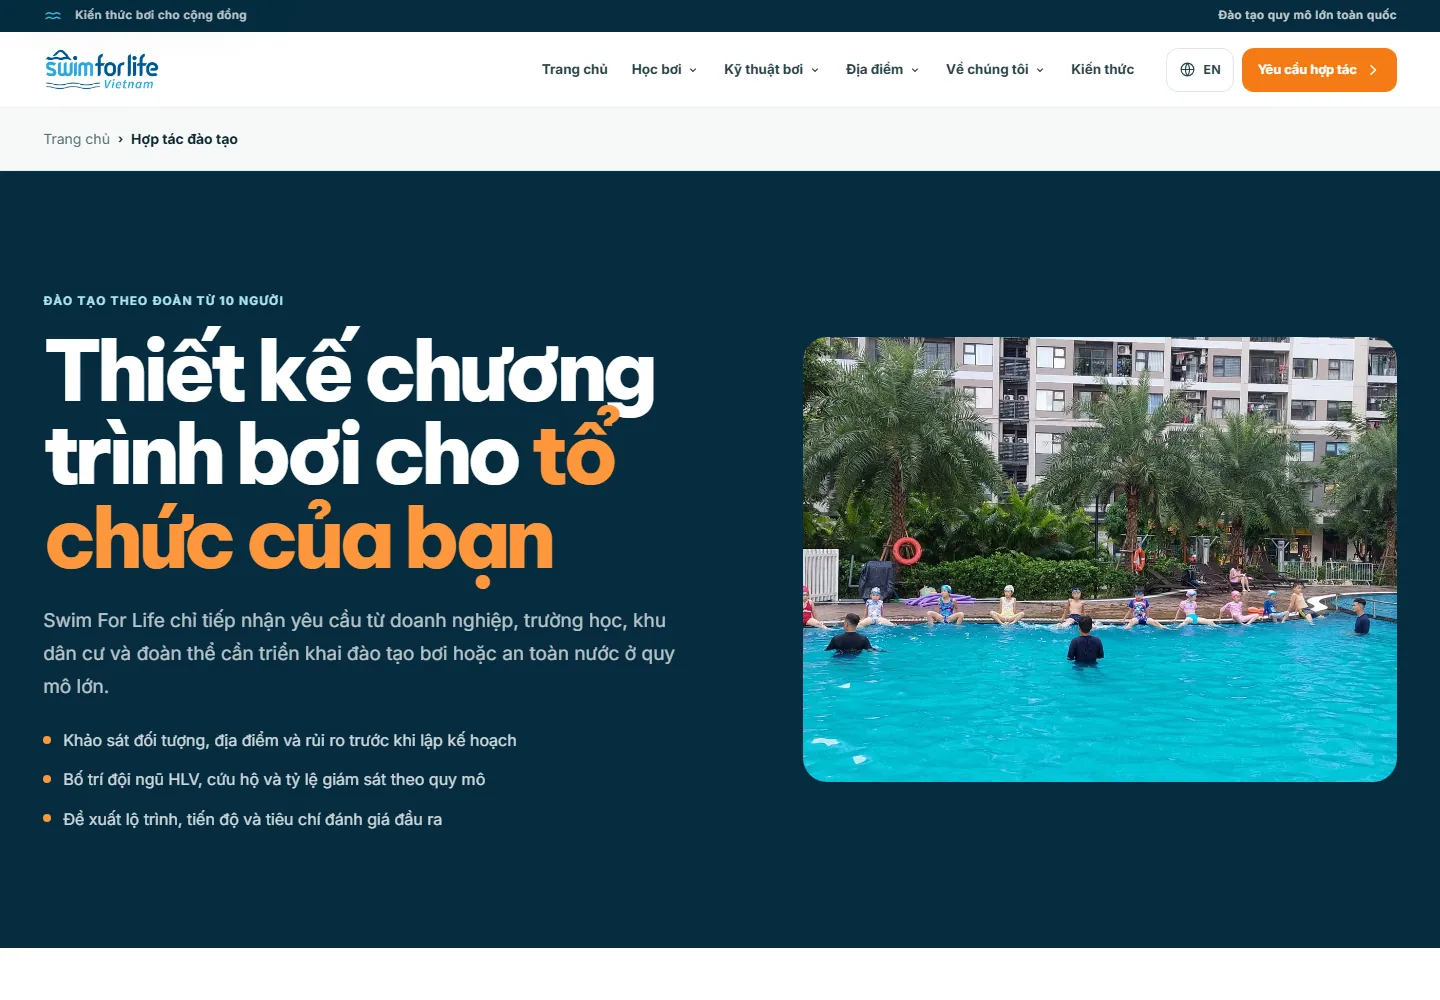 Kiến thức bơi cho cộng đồng
Đào tạo quy mô lớn toàn quốc
swimforlife
Vietnam
Trang chủ
Học bơi
Kỹ thuật bơi
Địa điểm
Về chúng tôi
Kiến thức
EN
Yêu cầu hợp tác
Trang chủ › Hợp tác đào tạo
ĐÀO TẠO THEO ĐOÀN TỪ 10 NGƯỜI
Thiết kế chương
trình bơi cho tổ
chức của bạn
Swim For Life chỉ tiếp nhận yêu cầu từ doanh nghiệp, trường học, khu
dân cư và đoàn thể cần triển khai đào tạo bơi hoặc an toàn nước ở quy
mô lớn.
Khảo sát đối tượng, địa điểm và rủi ro trước khi lập kế hoạch
Bố trí đội ngũ HLV, cứu hộ và tỷ lệ giám sát theo quy mô
Đề xuất lộ trình, tiến độ và tiêu chí đánh giá đầu ra